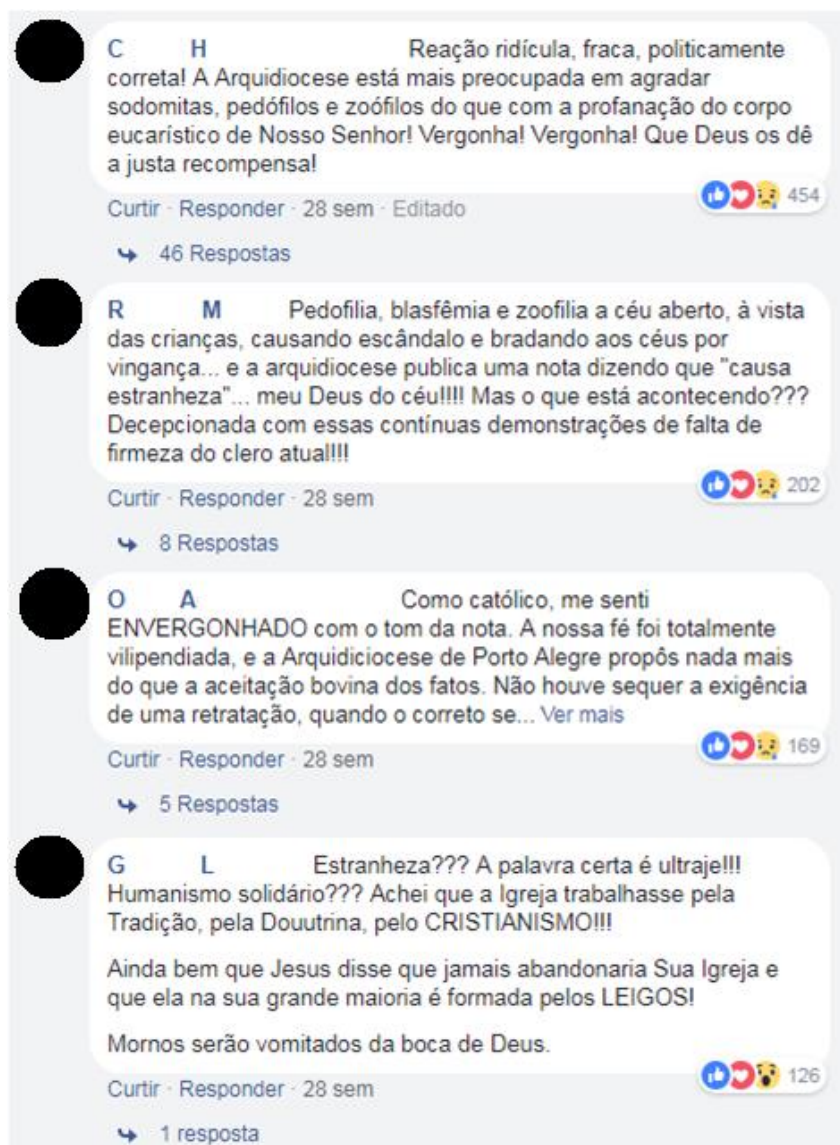 C H Reação ridícula, fraca, politicamente
correta! A Arquidiocese está mais preocupada em agradar
sodomitas, pedófilos e zoófilos do que com a profanação do corpo
eucarístico de Nosso Senhor! Vergonha! Vergonha! Que Deus os dê
a justa recompensa!
454
Curtir · Responder · 28 sem · Editado
46 Respostas
R M Pedofilia, blasfêmia e zoofilia a céu aberto, à vista
das crianças, causando escândalo e bradando aos céus por
vingança... e a arquidiocese publica uma nota dizendo que "causa
estranheza"... meu Deus do céu!!!! Mas o que está acontecendo???
Decepcionada com essas contínuas demonstrações de falta de
firmeza do clero atual!!!
202
Curtir · Responder · 28 sem
8 Respostas
O A Como católico, me senti
ENVERGONHADO com o tom da nota. A nossa fé foi totalmente
vilipendiada, e a Arquidiciocese de Porto Alegre propôs nada mais
do que a aceitação bovina dos fatos. Não houve sequer a exigência
de uma retratação, quando o correto se... Ver mais
169
Curtir · Responder · 28 sem
5 Respostas
G L Estranheza??? A palavra certa é ultraje!!!
Humanismo solidário??? Achei que a Igreja trabalhasse pela
Tradição, pela Douutrina, pelo CRISTIANISMO!!!
Ainda bem que Jesus disse que jamais abandonaria Sua Igreja e
que ela na sua grande maioria é formada pelos LEIGOS!
Mornos serão vomitados da boca de Deus.
126
Curtir · Responder · 28 sem
1 resposta